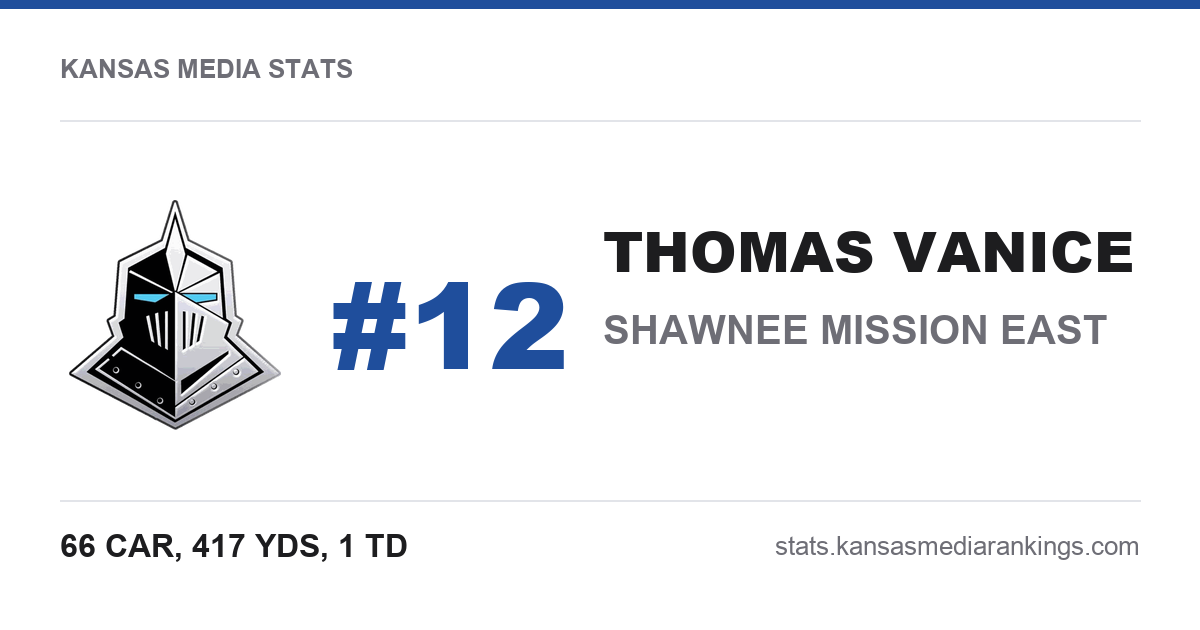 KANSAS MEDIA STATS
#12
THOMAS VANICE
SHAWNEE MISSION EAST
66 CAR, 417 YDS, 1 TD
stats.kansasmediarankings.com